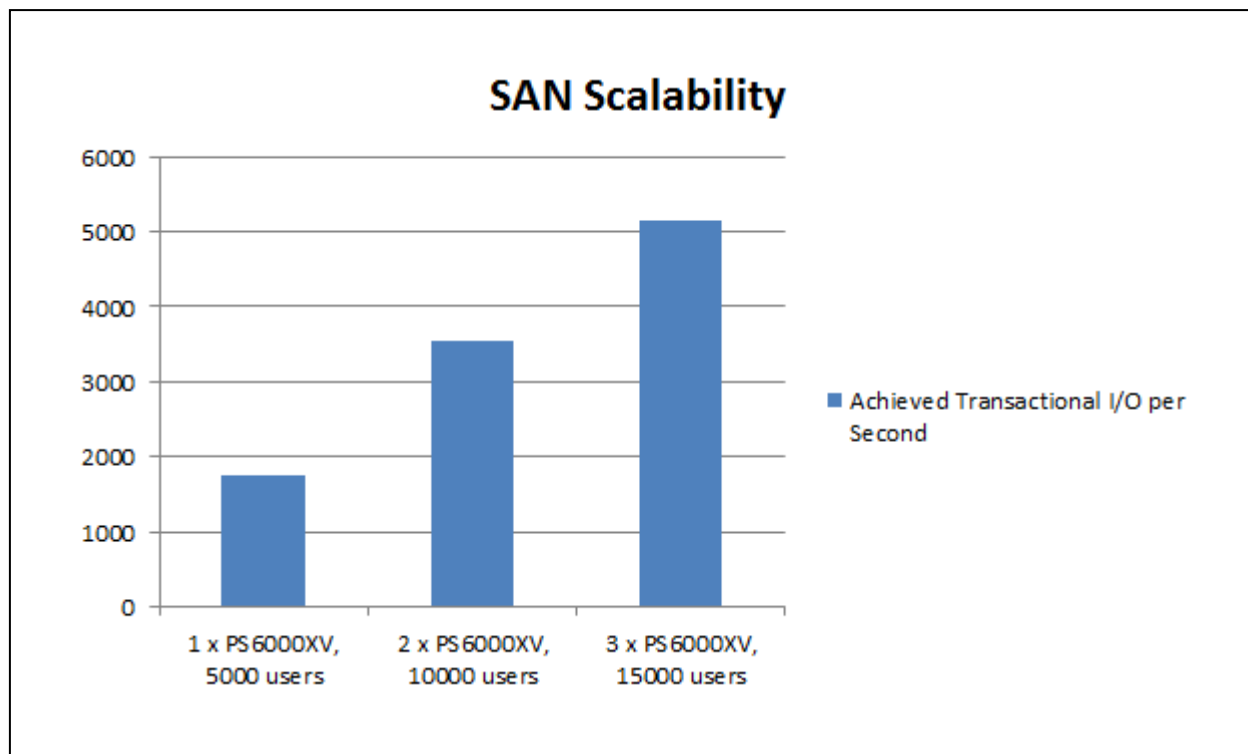 SAN Scalability
6000
5000
4000
3000
2000
1000
0
1 x PS6000XV,
5000 users
2 x PS6000XV,
10000 users
3 x PS6000XV,
15000 users
Achieved Transactional I/O per
Second